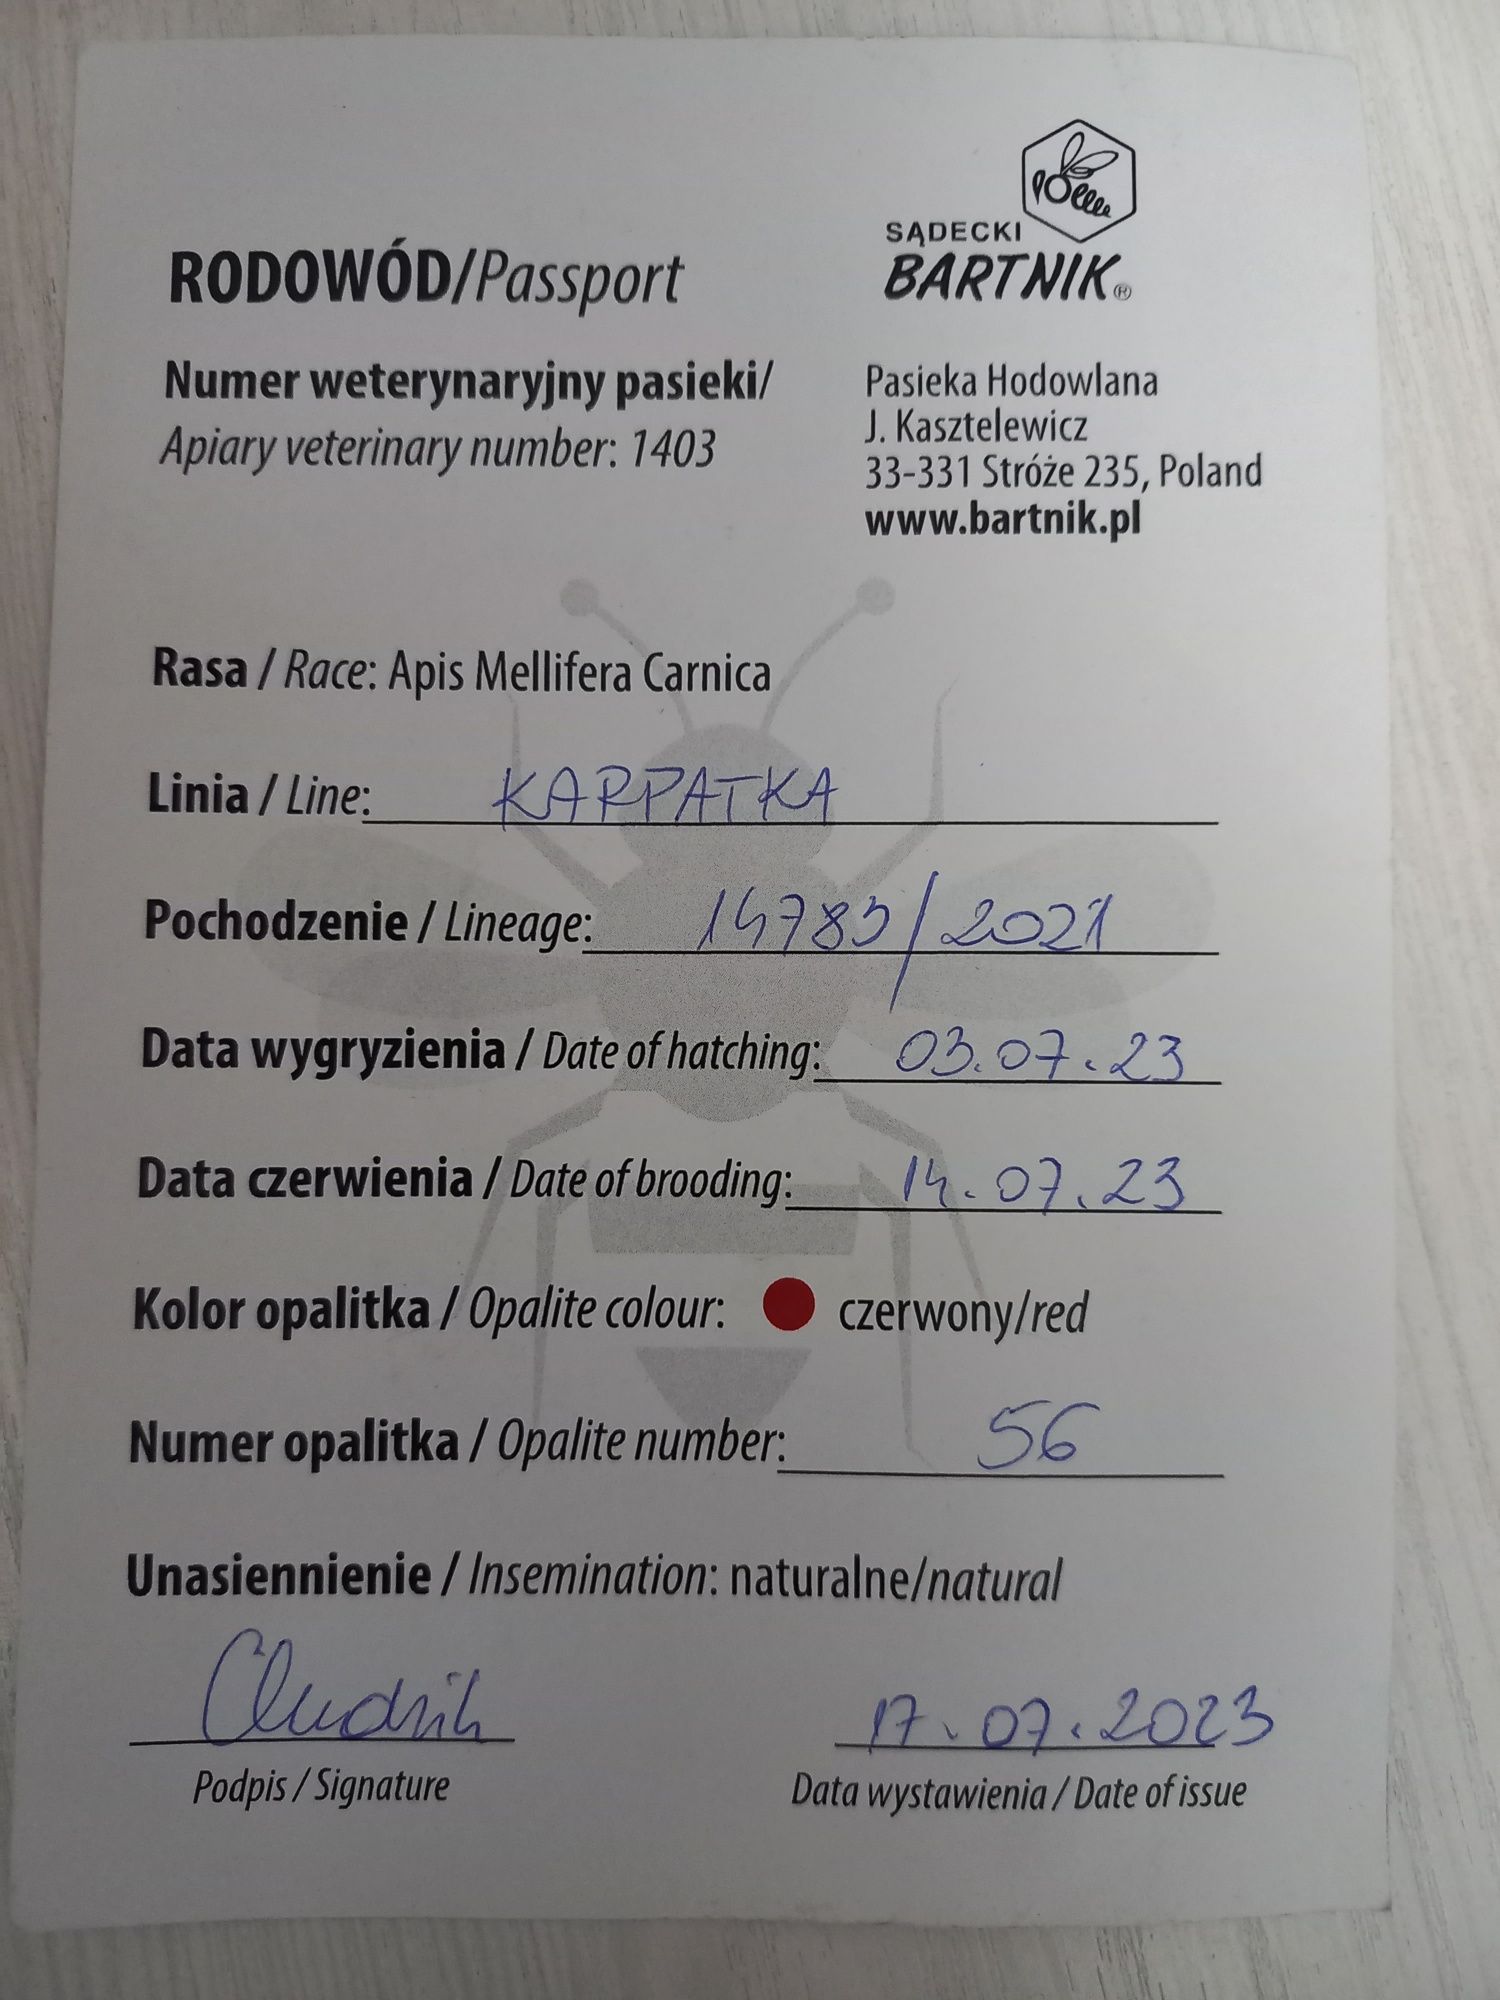 SĄDECKI
BARTNIK®
RODOWÓD/Passport
Numer weterynaryjny pasieki/
Apiary veterinary number: 1403
Pasieka Hodowlana
J. Kasztelewicz
33-331 Stróże 235, Poland
www.bartnik.pl
Rasa / Race: Apis Mellifera Carnica
Linia / Line: KARPATKA
Pochodzenie / Lineage: 14785/2021
Data wygryzienia / Date of hatching: 03.07.23
Data czerwienia / Date of brooding: 14.07.23
Kolor opalitka / Opalite colour: czerwony/red
Numer opalitka / Opalite number: 56
Unasiennienie / Insemination: naturalne/natural
17.07.2023
Podpis / Signature
Data wystawienia / Date of issue